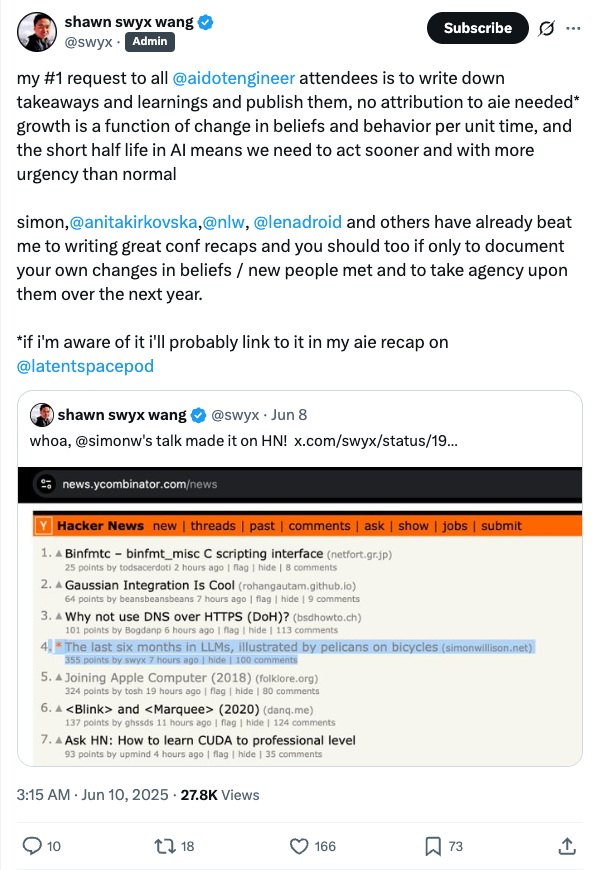 shawn swyx wang
@swyx · Admin
Subscribe
my #1 request to all @aidotengineer attendees is to write down
takeaways and learnings and publish them, no attribution to aie needed*
growth is a function of change in beliefs and behavior per unit time, and
the short half life in AI means we need to act sooner and with more
urgency than normal
simon,@anitakirkovska,@nlw, @lenadroid and others have already beat
me to writing great conf recaps and you should too if only to document
your own changes in beliefs / new people met and to take agency upon
them over the next year.
*if i'm aware of it i'll probably link to it in my aie recap on
@latentspacepod
shawn swyx wang @swyx · Jun 8
whoa, @simonw's talk made it on HN! x.com/swyx/status/19...
news.ycombinator.com/news
Y Hacker News new | threads | past | comments | ask | show | jobs | submit
1. Binfmtc – binfmt_misc C scripting interface (netfort.gr.jp)
25 points by todsacerdoti 2 hours ago | flag | hide | 8 comments
2. Gaussian Integration Is Cool (rohangautam.github.io)
64 points by beansbeansbeans 7 hours ago | flag | hide | 9 comments
3. Why not use DNS over HTTPS (DoH)? (bsdhowto.ch)
101 points by Bogdanp 6 hours ago | flag | hide | 113 comments
4. * The last six months in LLMs, illustrated by pelicans on bicycles (simonwillison.net)
355 points by swyx 7 hours ago | hide | 100 comments
5. Joining Apple Computer (2018) (folklore.org)
324 points by tosh 19 hours ago | flag | hide | 80 comments
6. <Blink> and <Marquee> (2020) (danq.me)
137 points by ghssds 11 hours ago | flag | hide | 124 comments
7. Ask HN: How to learn CUDA to professional level
93 points by upmind 4 hours ago | flag | hide | 35 comments
3:15 AM · Jun 10, 2025 · 27.8K Views
10 18 166 73